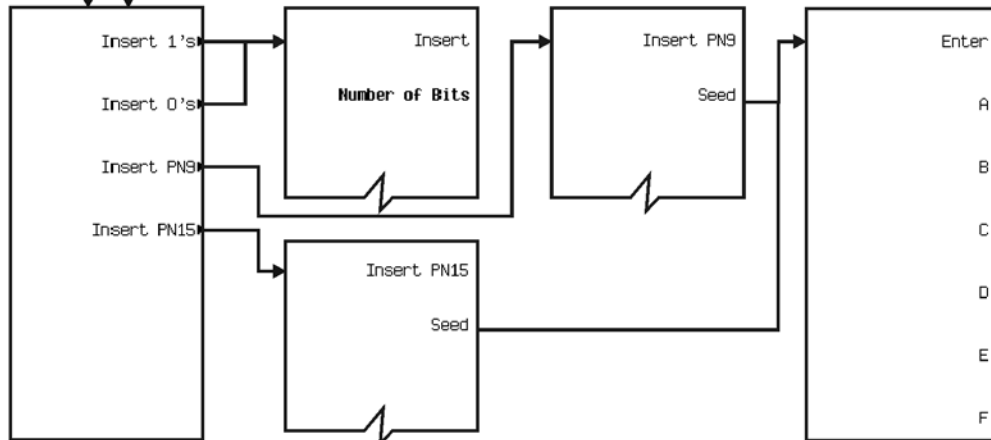 Insert 1's
Insert 0's
Insert PN9
Insert PN15
Insert
Number of Bits
Insert PN15
Seed
Insert PN9
Seed
Enter
A
B
C
D
E
F